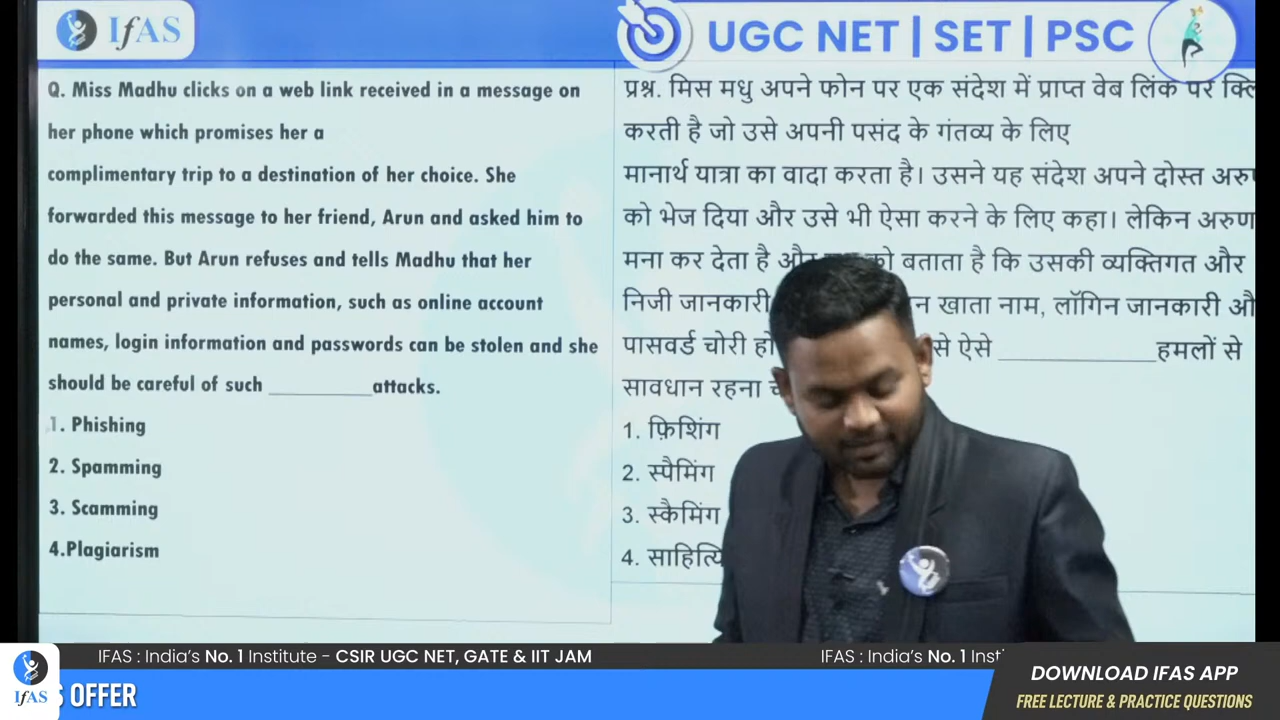 IfAS
UGC NET | SET | PSC
Q. Miss Madhu clicks on a web link received in a message on
her phone which promises her a
complimentary trip to a destination of her choice. She
forwarded this message to her friend, Arun and asked him to
do the same. But Arun refuses and tells Madhu that her
personal and private information, such as online account
names, login information and passwords can be stolen and she
should be careful of such __________attacks.
1. Phishing
2. Spamming
3. Scamming
4.Plagiarism
प्रश्न. मिस मधु अपने फोन पर एक संदेश में प्राप्त वेब लिंक पर
करती है जो उसे अपनी पसंद के गंतव्य के लिए
मानार्थ यात्रा का वादा करता है। उसने यह संदेश अपने दोस्त
को भेज दिया और उसे भी ऐसा करने के लिए कहा। लेकिन अरुण
मना कर देता है और को बताता है कि उसकी व्यक्तिगत और
निजी जानकारी खाता नाम, लॉगिन जानकारी
पासवर्ड चोरी से ऐसे ______________हमलों से
सावधान रहना
1. फ़िशिंग
2. स्पैमिंग
3. स्कैमिंग
4.
IFAS : India's No. 1 Institute - CSIR UGC NET, GATE & IIT JAM
IFAS : India's No. 1
IfAS
OFFER
DOWNLOAD IFAS APP
FREE LECTURE & PRACTICE QUESTIONS